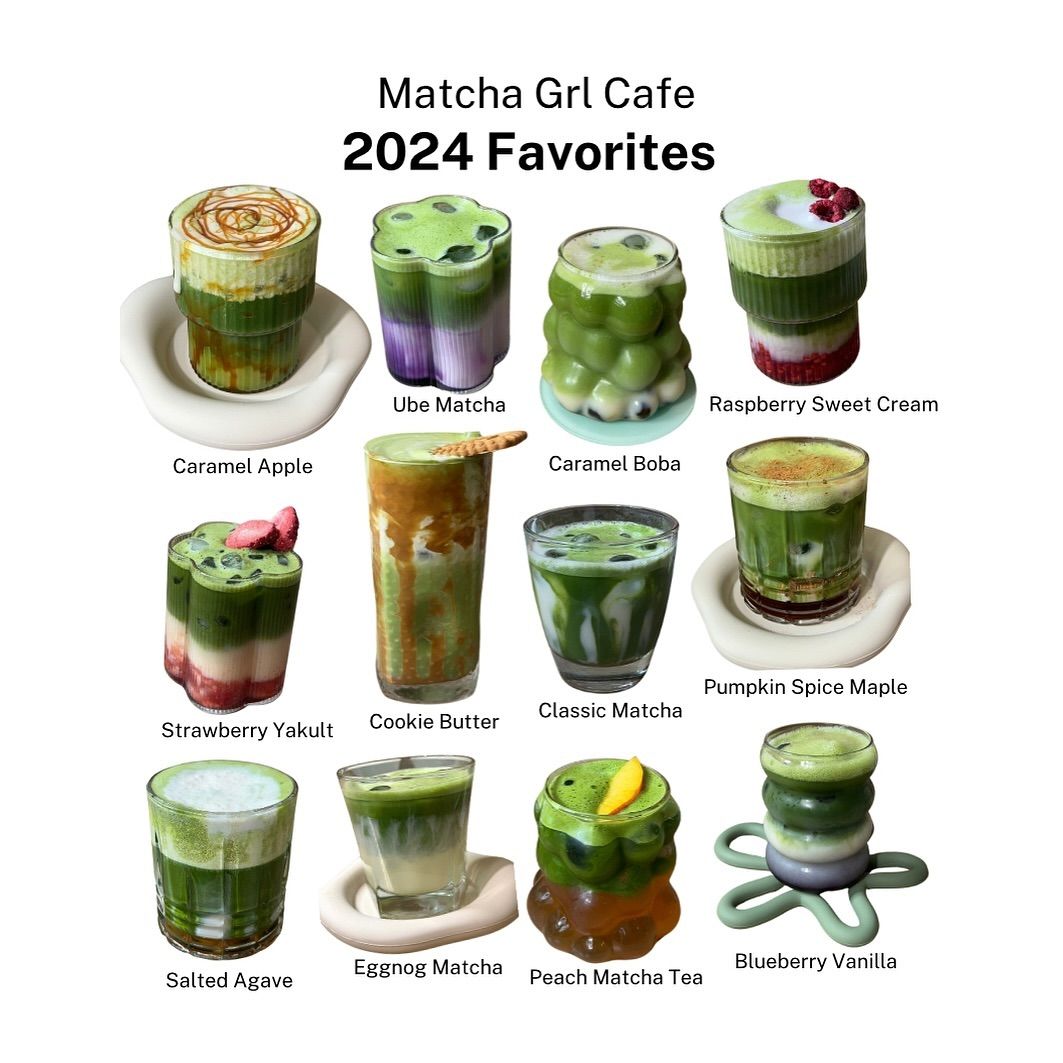 Matcha Grl Cafe
2024 Favorites
Caramel Apple
Ube Matcha
Caramel Boba
Raspberry Sweet Cream
Strawberry Yakult
Cookie Butter
Classic Matcha
Pumpkin Spice Maple
Salted Agave
Eggnog Matcha
Peach Matcha Tea
Blueberry Vanilla